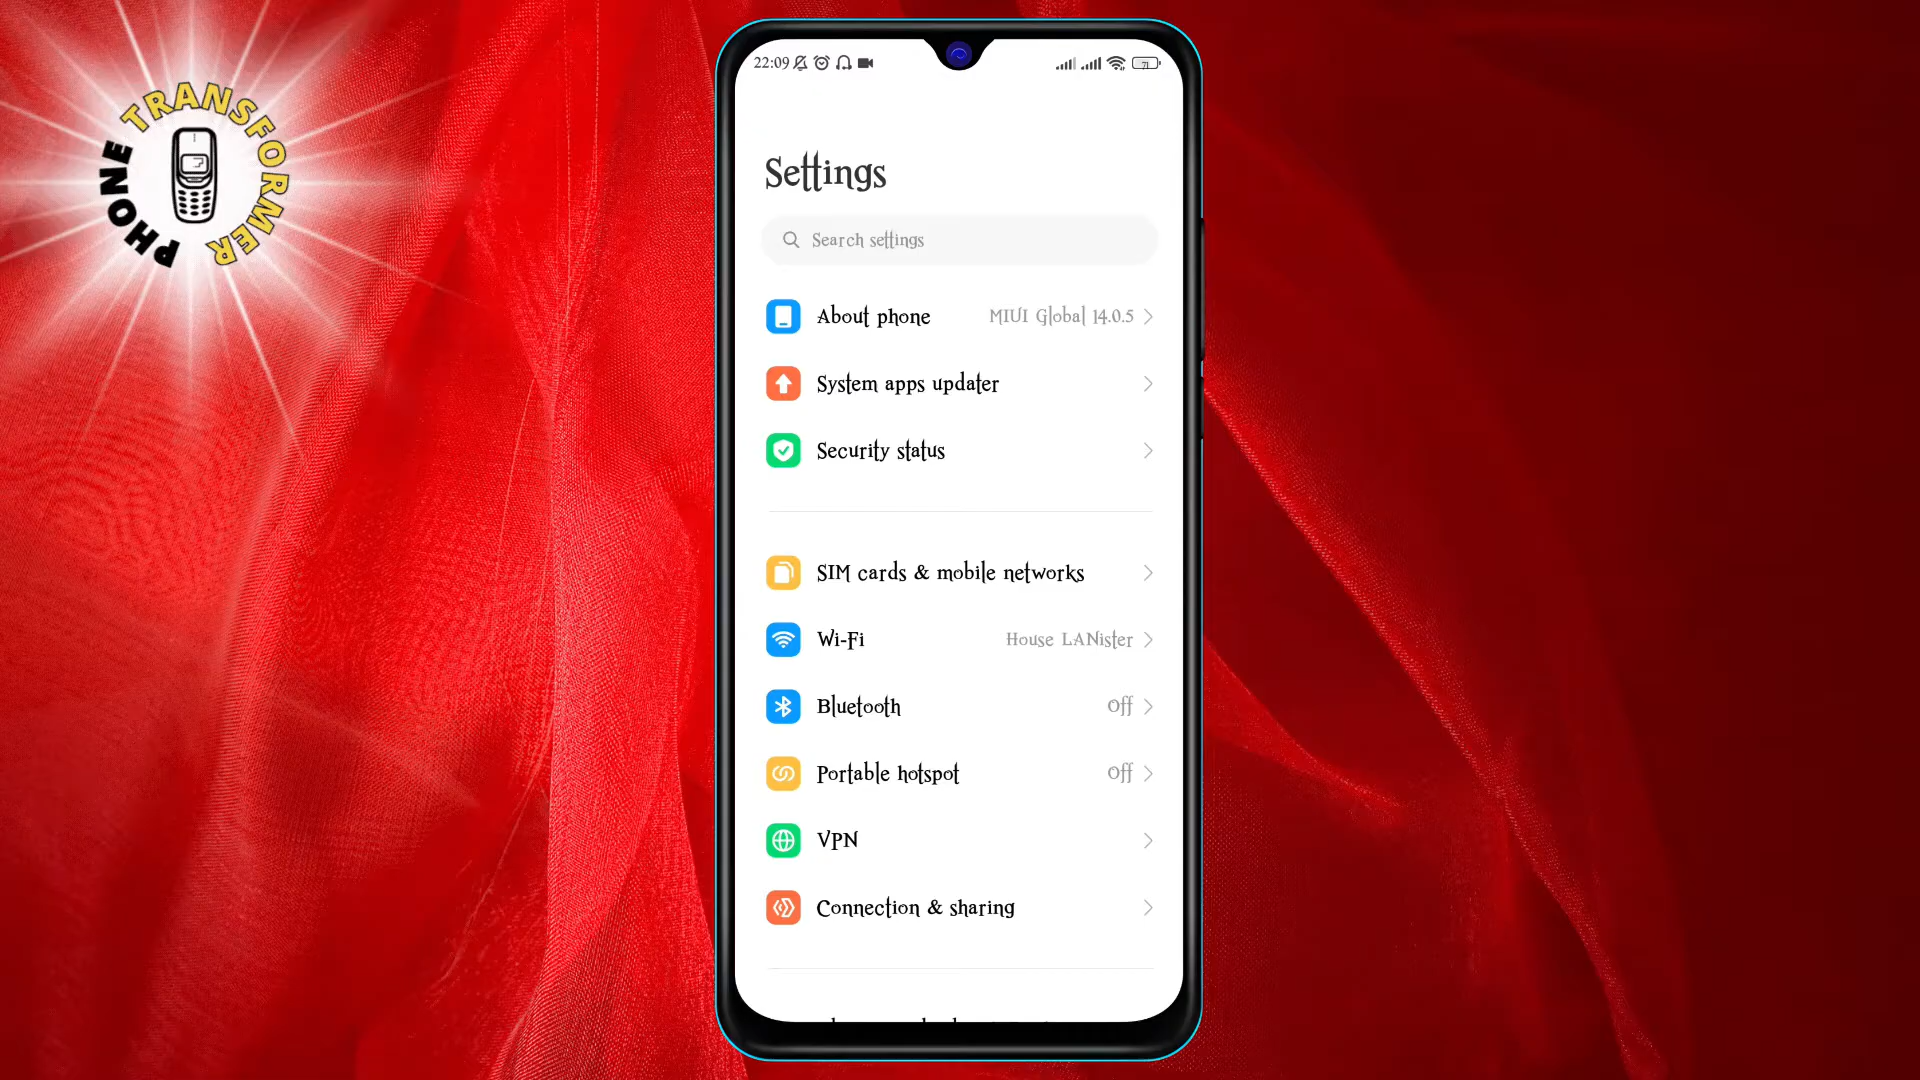 PHONE TRANSFORMER
22:09
71
Settings
Search settings
About phone MIUI Global 14.0.5
System apps updater
Security status
SIM cards & mobile networks
Wi-Fi House LANister
Bluetooth Off
Portable hotspot Off
VPN
Connection & sharing